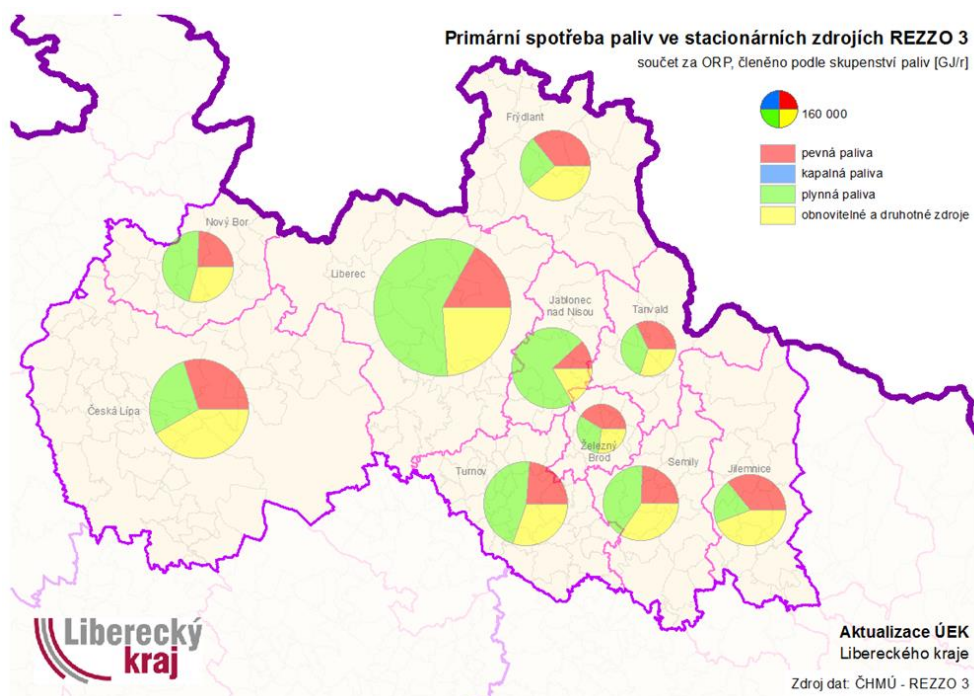 Primární spotřeba paliv ve stacionárních zdrojích REZZO 3
součet za ORP, členěno podle skupenství paliv [GJ/r]
160 000
pevná paliva
kapalná paliva
plynná paliva
obnovitelné a druhotné zdroje
Frýdlant
Nový Bor
Liberec
Jablonec
nad Nisou
Tanvald
Česká Lípa
Železný
Brod
Turnov
Semily
Jilemnice
Liberecký
kraj
Aktualizace ÚEK
Libereckého kraje
Zdroj dat: ČHMÚ - REZZO 3